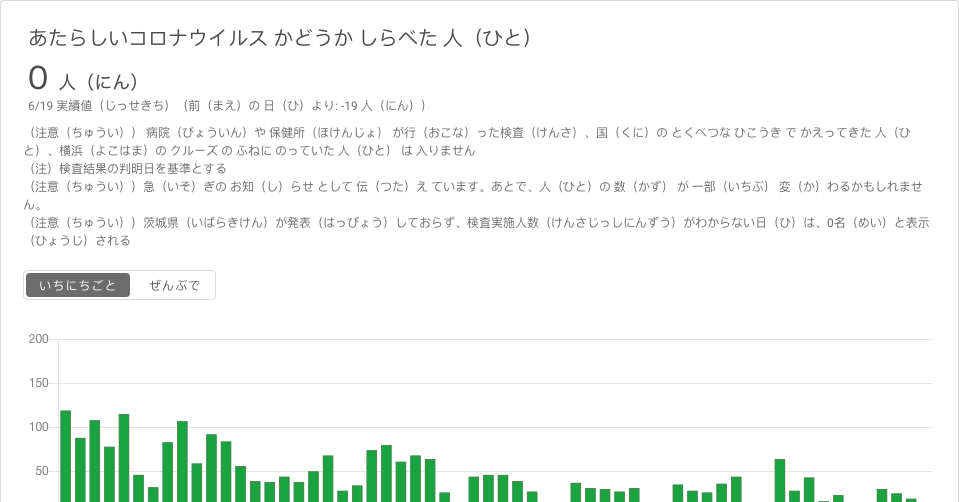 あたらしいコロナウイルス かどうか しらべた 人（ひと）
0 人（にん）
6/19 実績値（じっせきち）（前（まえ）の 日（ひ）より: -19 人（にん））
（注意（ちゅうい）） 病院（びょういん）や 保健所（ほけんじょ） が行（おこな）った検査（けんさ）、国（くに）の とくべつな ひこうき で かえってきた 人（ひ
と）、横浜（よこはま）の クルーズ の ふねに のっていた 人（ひと） は 入りません
（注）検査結果の判明日を基準とする
（注意（ちゅうい））急（いそ）ぎの お知（し）らせ として 伝（つた）え ています。あとで、人（ひと）の 数（かず） が 一部（いちぶ） 変（か）わるかもしれませ
ん。
（注意（ちゅうい））茨城県（いばらきけん）が発表（はっぴょう）しておらず、検査実施人数（けんさじっしにんずう）がわからない日（ひ）は、0名（めい）と表示
（ひょうじ）される
いちにちごと ぜんぶで
200
150
100
50